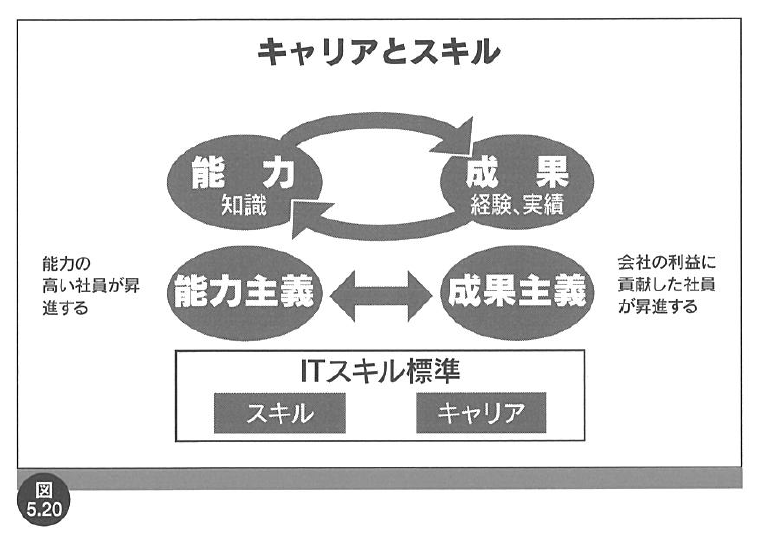 キャリアとスキル
能力
知識
成果
経験、実績
能力の
高い社員が昇
進する
能力主義
成果主義
会社の利益に
貢献した社員
が昇進する
ITスキル標準
スキル
キャリア
図
5.20